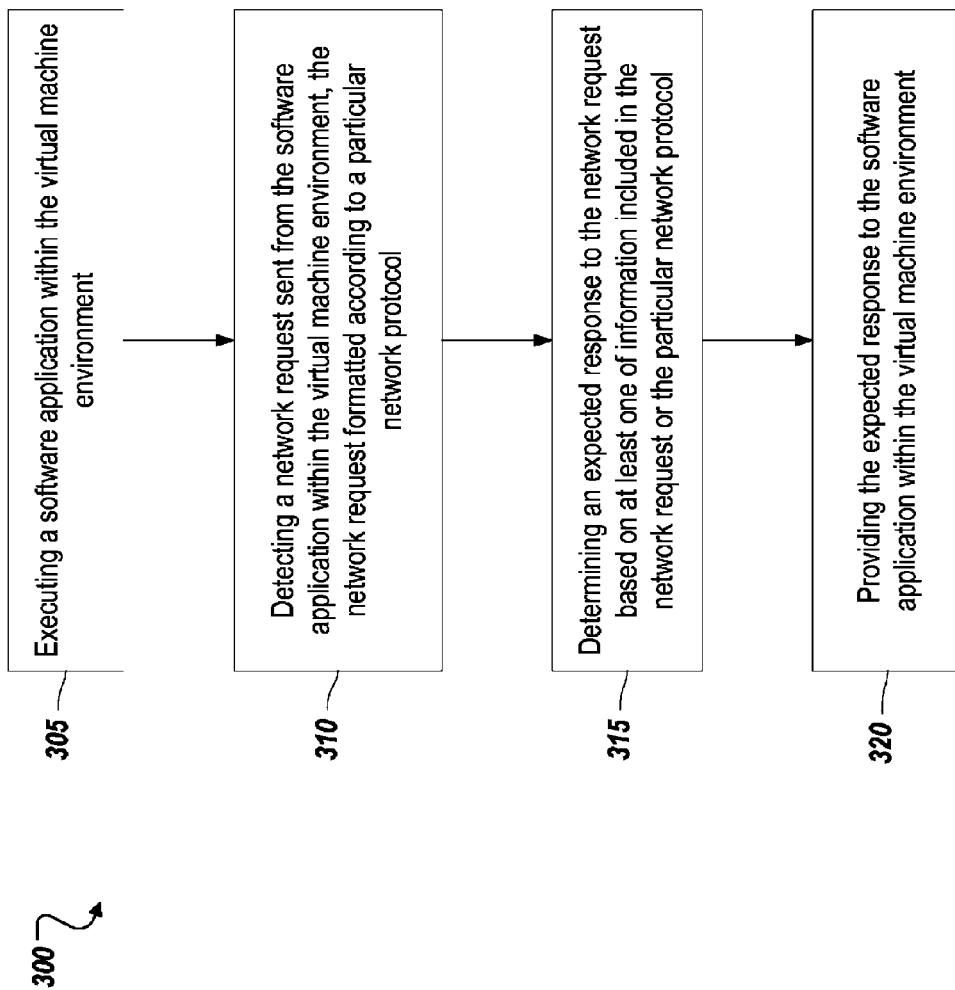 300
305
Executing a software application within the virtual machine
environment
310
Detecting a network request sent from the software
application within the virtual machine environment, the
network request formatted according to a particular
network protocol
315
Determining an expected response to the network request
based on at least one of information included in the
network request or the particular network protocol
320
Providing the expected response to the software
application within the virtual machine environment